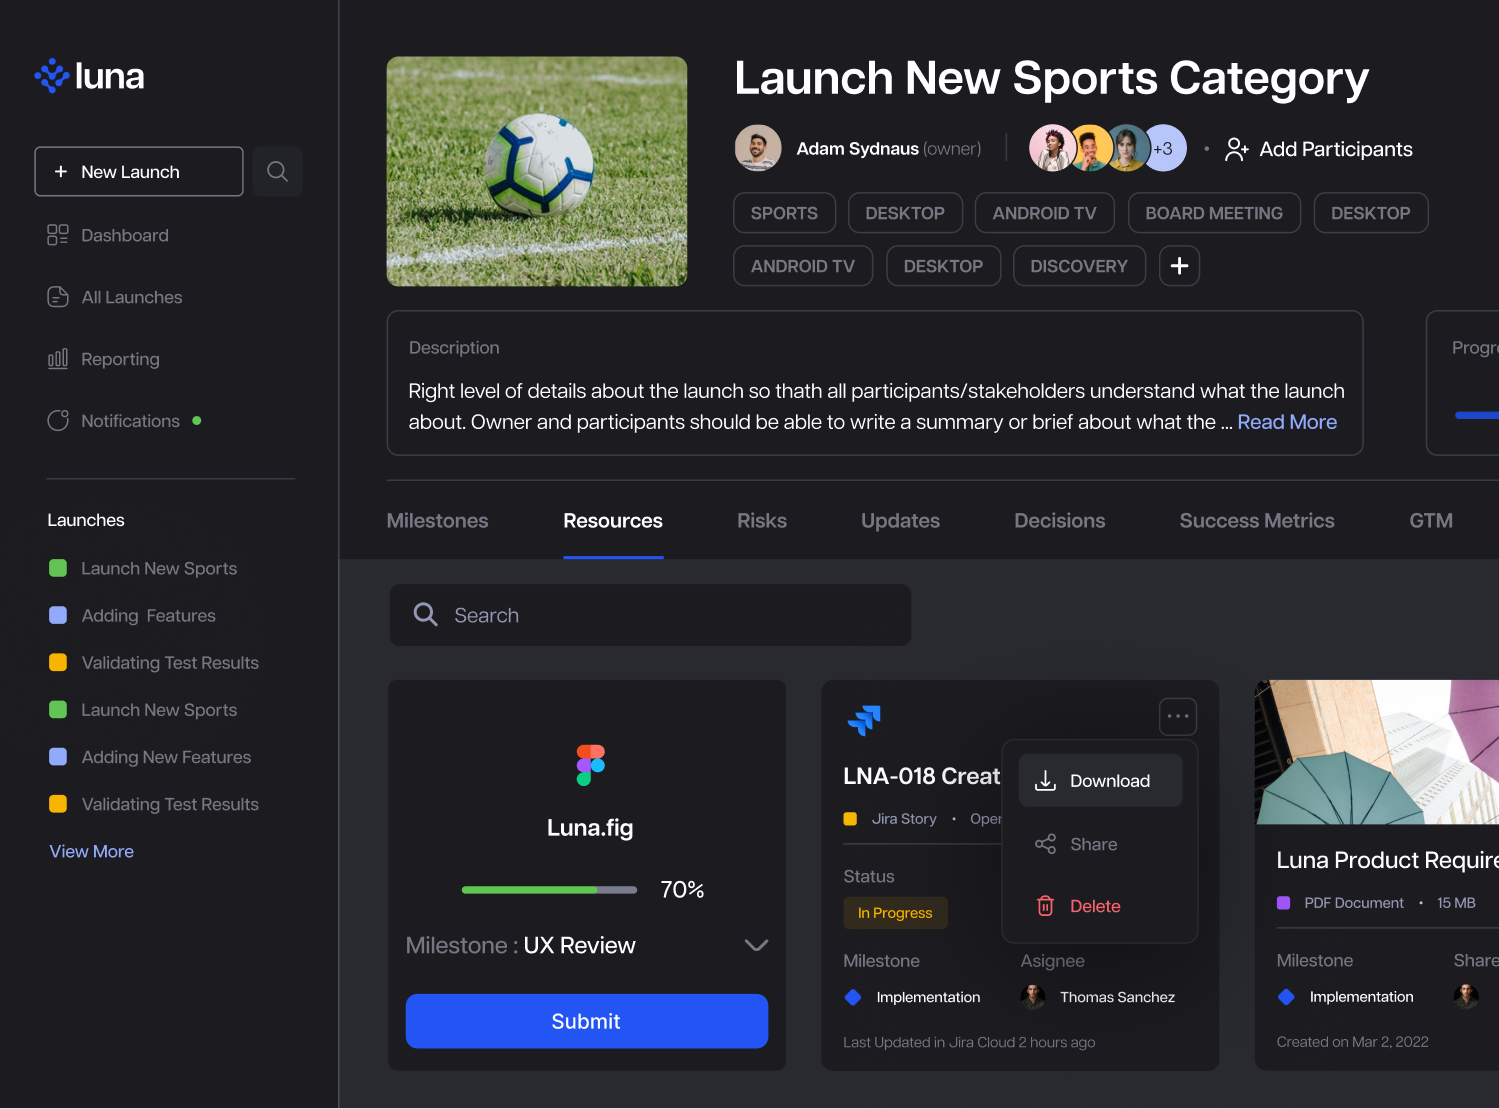 luna
+ New Launch
Dashboard
All Launches
Reporting
Notifications
Launches
Launch New Sports
Adding Features
Validating Test Results
Launch New Sports
Adding New Features
Validating Test Results
View More
Launch New Sports Category
Adam Sydnaus (owner)
+3
Add Participants
SPORTS DESKTOP ANDROID TV BOARD MEETING DESKTOP
ANDROID TV DESKTOP DISCOVERY +
Description
Right level of details about the launch so thath all participants/stakeholders understand what the launch
about. Owner and participants should be able to write a summary or brief about what the ... Read More
Progre
Milestones Resources Risks Updates Decisions Success Metrics GTM
Search
Luna.fig
70%
Milestone : UX Review
Submit
LNA-018 Creat
Jira Story • Oper
Status
In Progress
Milestone Asignee
Implementation Thomas Sanchez
Last Updated in Jira Cloud 2 hours ago
Download
Share
Delete
Luna Product Require
PDF Document • 15 MB
Milestone Share
Implementation
Created on Mar 2, 2022